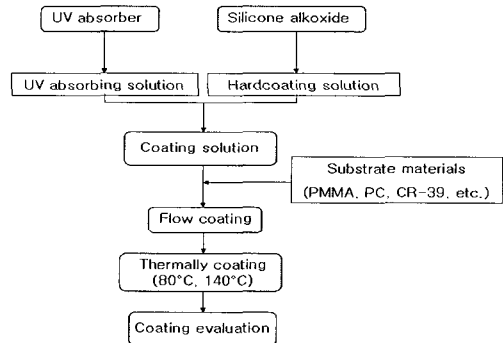 UV absorber
Silicone alkoxide
UV absorbing solution
Hardcoating solution
Coating solution
Substrate materials
(PMMA, PC, CR-39, etc.)
Flow coating
Thermally coating
(80°C, 140°C)
Coating evaluation